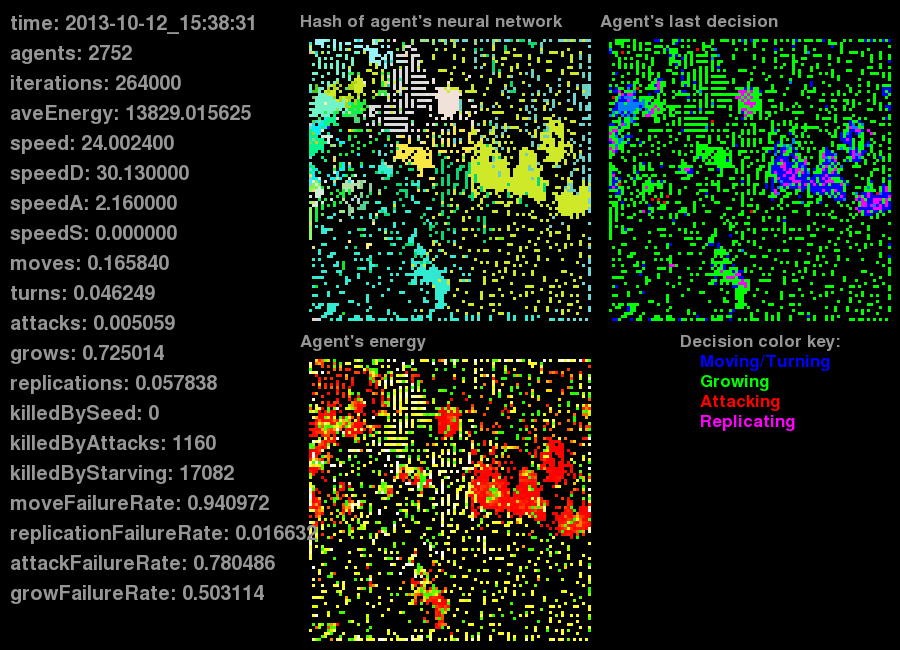 time: 2013-10-12_15:38:31
agents: 2752
iterations: 264000
aveEnergy: 13829.015625
speed: 24.002400
speedD: 30.130000
speedA: 2.160000
speedS: 0.000000
moves: 0.165840
turns: 0.046249
attacks: 0.005059
grows: 0.725014
replications: 0.057838
killedBySeed: 0
killedByAttacks: 1160
killedByStarving: 17082
moveFailureRate: 0.940972
replicationFailureRate: 0.016632
attackFailureRate: 0.780486
growFailureRate: 0.503114
Hash of agent's neural network
Agent's last decision
Agent's energy
Decision color key:
Moving/Turning
Growing
Attacking
Replicating